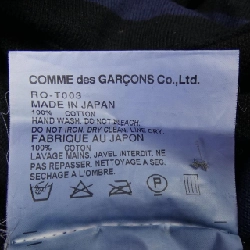 COMME des GARÇONS Co., Ltd.
RO-T003
MADE IN JAPAN
100% COTTON
HAND WASH. DO NOT BLEACH.
DO NOT IRON. DRY CLEAN. LINE DRY.
FABRIQUE AU JAPON
100% COTON
LAVAGE MAINS. JAVEL INTERDIT. NE
PAS REPASSER. NETTOYAGE A SEC.
SECHAGE A L'OMBRE.